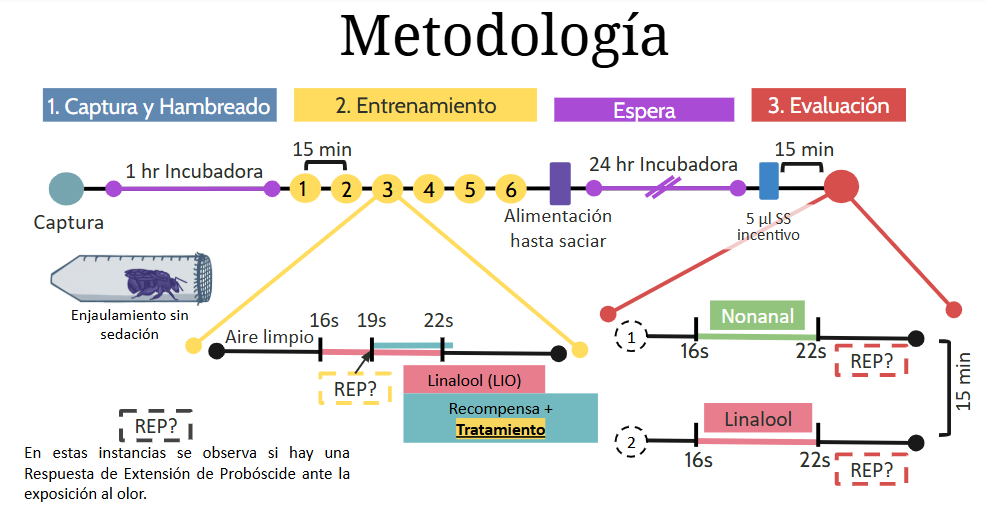 Metodología
1. Captura y Hambreado
2. Entrenamiento
Espera
3. Evaluación
15 min
1 hr Incubadora
24 hr Incubadora
15 min
1
2
3
4
5
6
Captura
Alimentación
hasta saciar
5 µl SS
incentivo
Enjaulamiento sin
sedación
Aire limpio
16s
19s
22s
REP?
Linalool (LIO)
Recompensa +
Tratamiento
Nonanal
1
16s
22s
REP?
15 min
Linalool
2
16s
22s
REP?
REP?
En estas instancias se observa si hay una
Respuesta de Extensión de Probóscide ante la
exposición al olor.